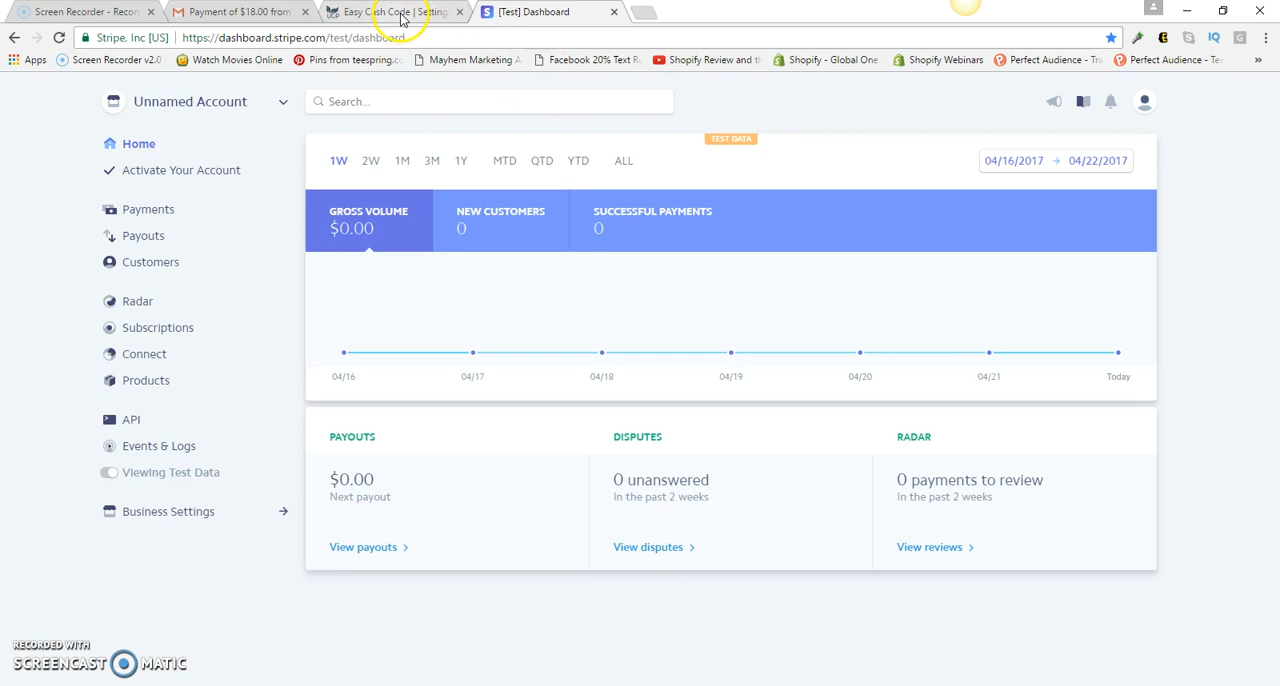 Screen Recorder - Recor
Payment of $18.00 from
Easy Cash Code | Setting
[Test] Dashboard
Stripe, Inc [US]
https://dashboard.stripe.com/test/dashboard
Apps
Screen Recorder v2.0
Watch Movies Online
Pins from teespring.co
Mayhem Marketing A
Facebook 20% Text R
Shopify Review and th
Shopify - Global One
Shopify Webinars
Perfect Audience - Tra
Perfect Audience - Tee
»
Unnamed Account
Search...
Home
Activate Your Account
Payments
Payouts
Customers
Radar
Subscriptions
Connect
Products
API
Events & Logs
Viewing Test Data
Business Settings
TEST DATA
1W 2W 1M 3M 1Y MTD QTD YTD ALL
04/16/2017 → 04/22/2017
GROSS VOLUME
$0.00
NEW CUSTOMERS
0
SUCCESSFUL PAYMENTS
0
04/16 04/17 04/18 04/19 04/20 04/21 Today
PAYOUTS
$0.00
Next payout
View payouts
DISPUTES
0 unanswered
In the past 2 weeks
View disputes
RADAR
0 payments to review
In the past 2 weeks
View reviews
RECORDED WITH
SCREENCAST MATIC